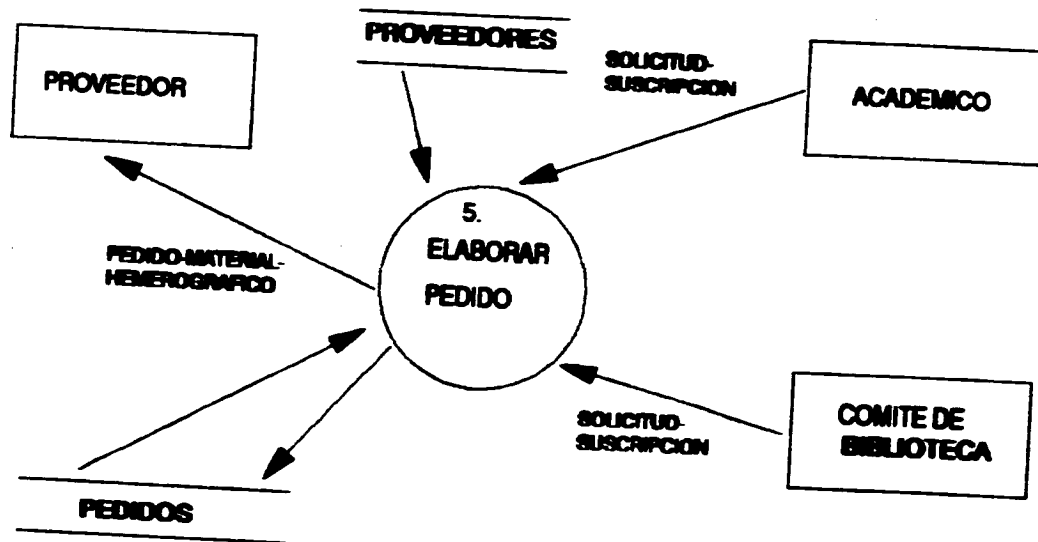 PROVEEDORES
PROVEEDOR
SOLICITUD-
SUSCRIPCION
ACADEMICO
5.
ELABORAR
PEDIDO
PEDIDO-MATERIAL-
HEMEROGRAFICO
SOLICITUD-
SUSCRIPCION
COMITE DE
BIBLIOTECA
PEDIDOS